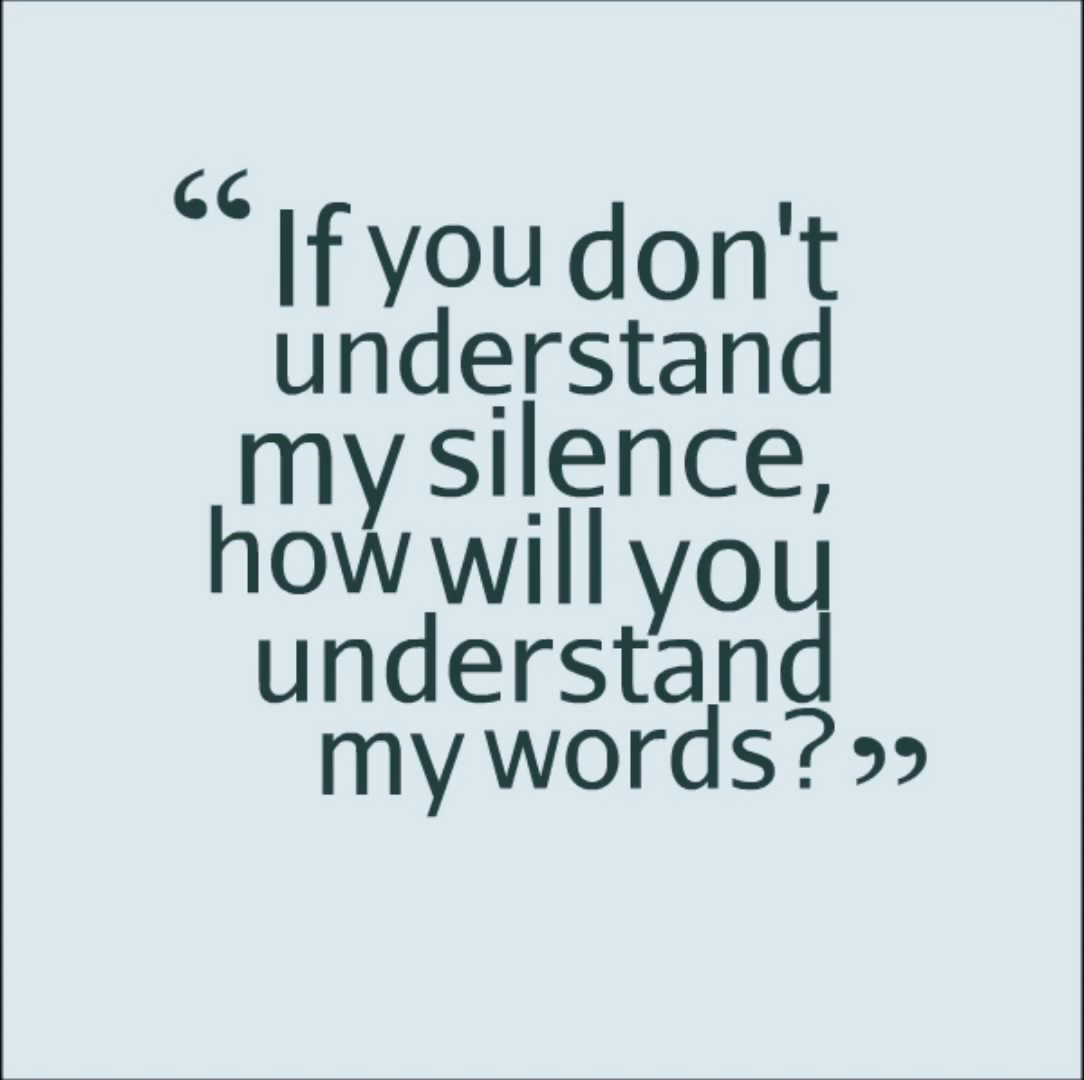 “If you don't
understand
my silence,
how will you
understand
my words?”